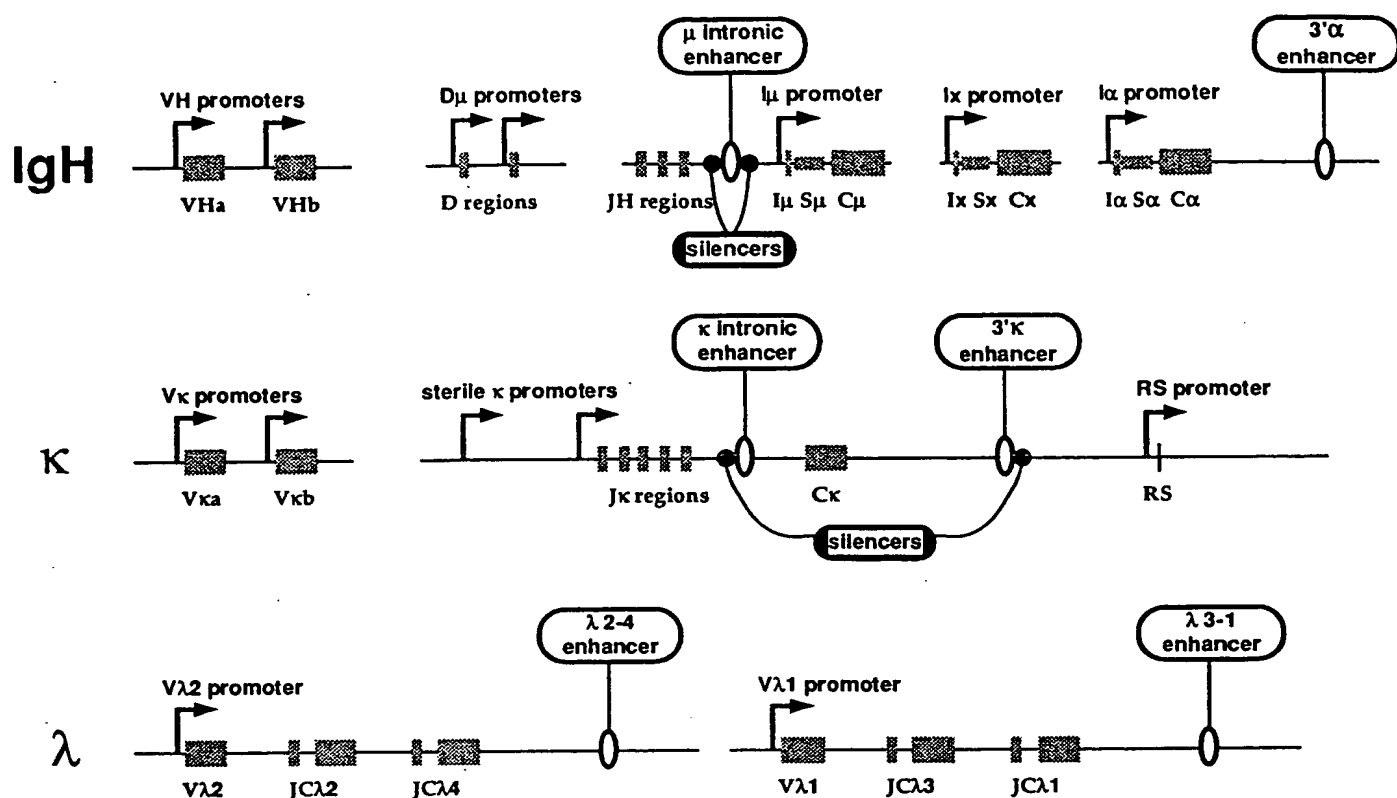 μ intronic
enhancer
3'α
enhancer
VH promoters
Dμ promoters
Iμ promoter
Ix promoter
Iα promoter
IgH
VHa
VHb
D regions
JH regions
Iμ Sμ Cμ
Ix Sx Cx
Iα Sα Cα
silencers
κ intronic
enhancer
3'κ
enhancer
Vκ promoters
sterile κ promoters
RS promoter
κ
Vκa
Vκb
Jκ regions
Cκ
RS
silencers
λ 2-4
enhancer
λ 3-1
enhancer
Vλ2 promoter
Vλ1 promoter
λ
Vλ2
JCλ2
JCλ4
Vλ1
JCλ3
JCλ1